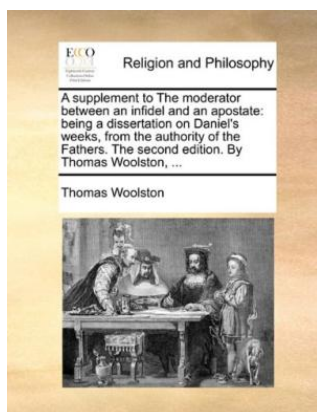 ECCO
Religion and Philosophy
A supplement to The moderator
between an infidel and an apostate:
being a dissertation on Daniel's
weeks, from the authority of the
Fathers. The second edition. By
Thomas Woolston, ...
Thomas Woolston